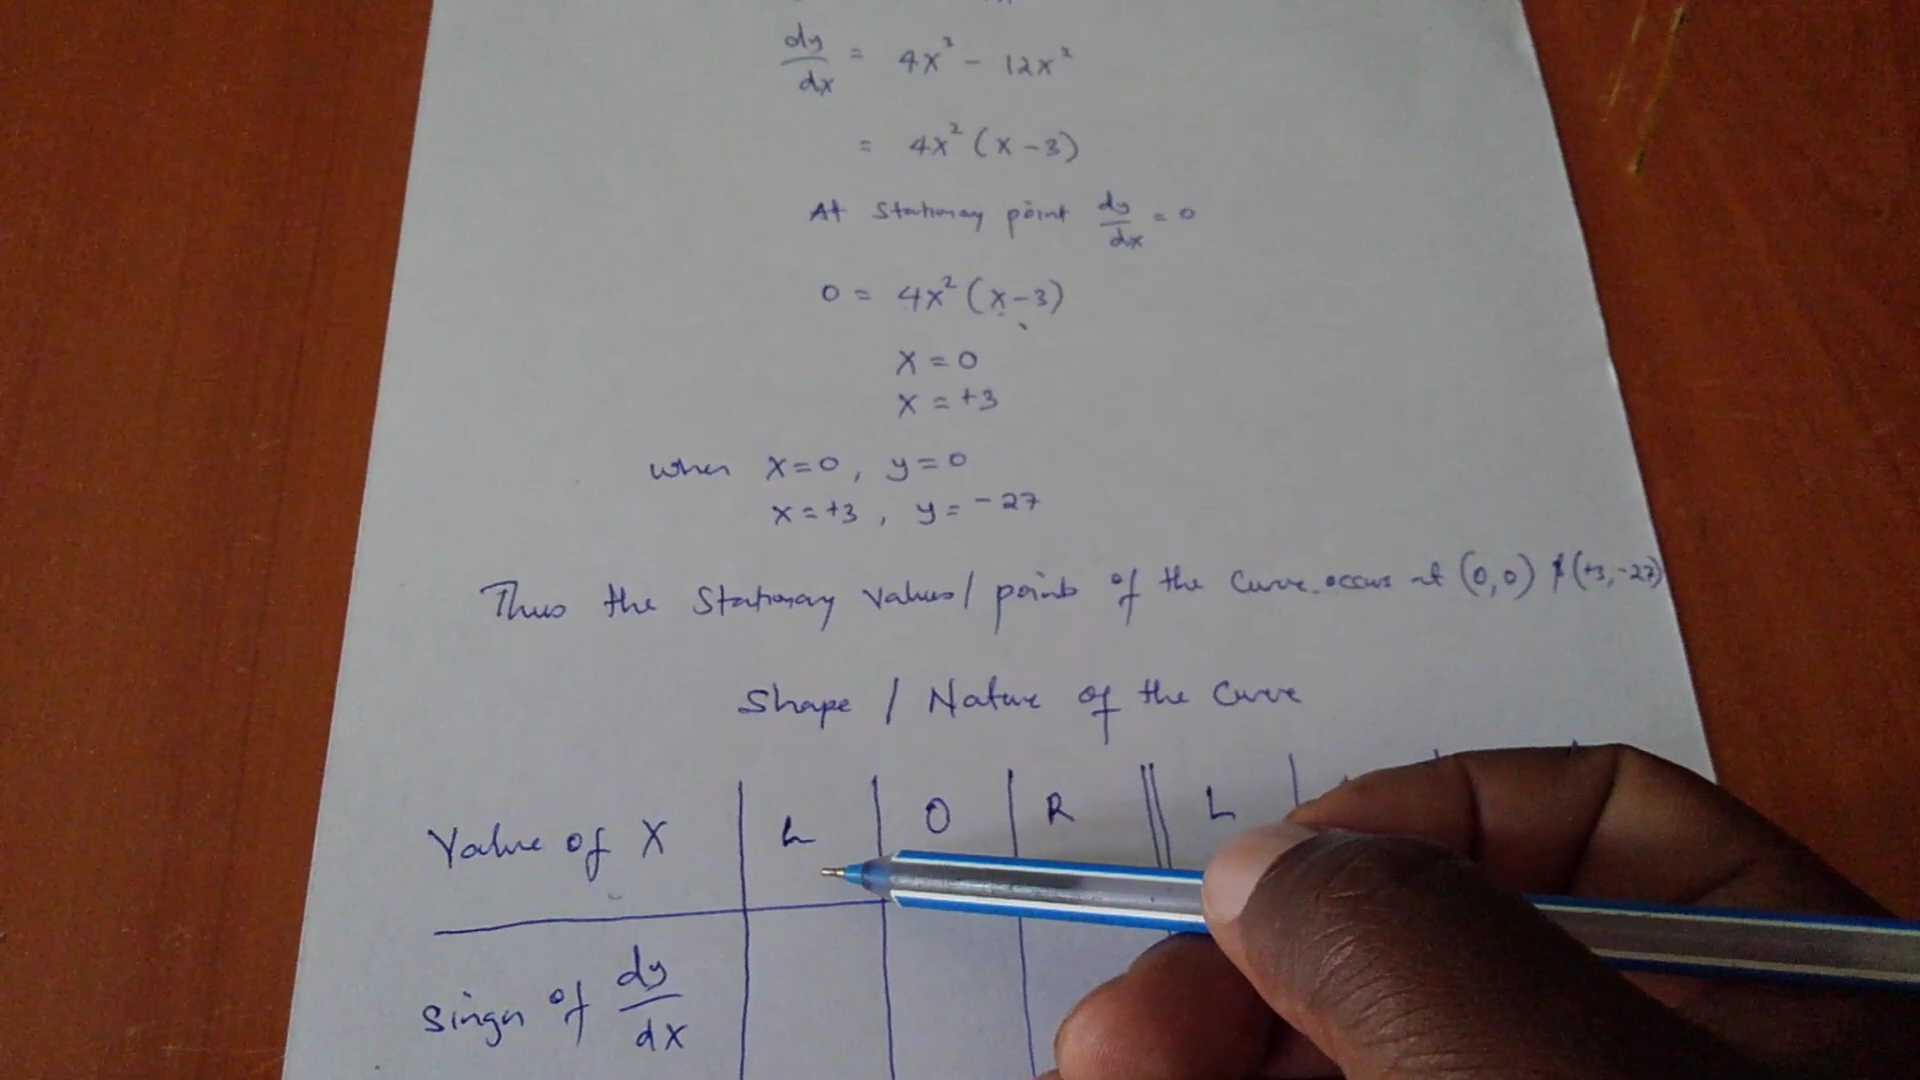 dy/dx = 4x³ - 12x²
= 4x² (x-3)
At Stationary point dy/dx = 0
0 = 4x² (x-3)
x = 0
x = +3
when x=0, y=0
x=+3, y=-27
Thus the Stationary values/ points of the curve occurs at (0,0) & (+3,-27)
Shape / Nature of the Curve
Value of X L 0 R L
Singn of dy/dx